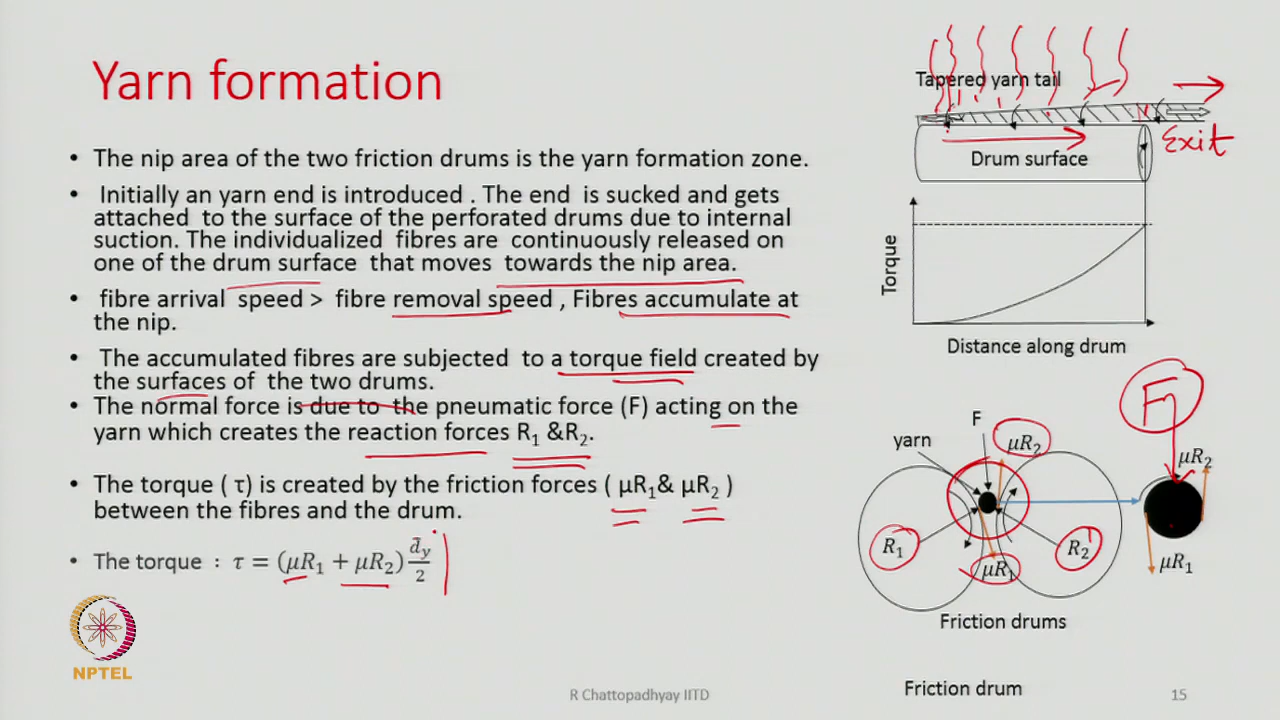 Yarn formation
• The nip area of the two friction drums is the yarn formation zone.
• Initially an yarn end is introduced . The end is sucked and gets
attached to the surface of the perforated drums due to internal
suction. The individualized fibres are continuously released on
one of the drum surface that moves towards the nip area.
• fibre arrival speed > fibre removal speed , Fibres accumulate at
the nip.
• The accumulated fibres are subjected to a torque field created by
the surfaces of the two drums.
• The normal force is due to the pneumatic force (F) acting on the
yarn which creates the reaction forces R₁ &R₂.
• The torque ( τ) is created by the friction forces ( μR₁& μR₂ )
between the fibres and the drum.
• The torque : τ = (μR₁ + μR₂) d̄ᵧ/2
Tapered yarn tail
Exit
Drum surface
Torque
Distance along drum
F
F
yarn
μR₂
μR₂
R₁
R₂
μR₁
μR₁
Friction drums
Friction drum
NPTEL
R Chattopadhyay IITD
15